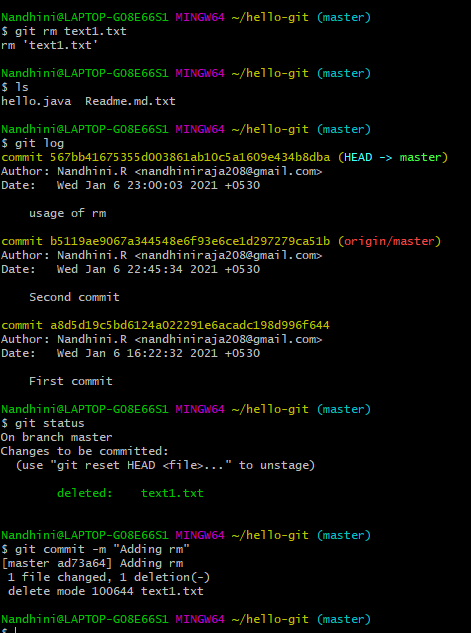 Nandhini@LAPTOP-GO8E66S1 MINGW64 ~/hello-git (master)
$ git rm text1.txt
rm 'text1.txt'
Nandhini@LAPTOP-GO8E66S1 MINGW64 ~/hello-git (master)
$ ls
hello.java  Readme.md.txt
Nandhini@LAPTOP-GO8E66S1 MINGW64 ~/hello-git (master)
$ git log
commit 567bb41675355d003861ab10c5a1609e434b8dba (HEAD -> master)
Author: Nandhini.R <nandhiniraja208@gmail.com>
Date:   Wed Jan 6 23:00:03 2021 +0530
    usage of rm
commit b5119ae9067a344548e6f93e6ce1d297279ca51b (origin/master)
Author: Nandhini.R <nandhiniraja208@gmail.com>
Date:   Wed Jan 6 22:45:34 2021 +0530
    Second commit
commit a8d5d19c5bd6124a022291e6acadc198d996f644
Author: Nandhini.R <nandhiniraja208@gmail.com>
Date:   Wed Jan 6 16:22:32 2021 +0530
    First commit
Nandhini@LAPTOP-GO8E66S1 MINGW64 ~/hello-git (master)
$ git status
On branch master
Changes to be committed:
  (use "git reset HEAD <file>..." to unstage)
        deleted:    text1.txt
Nandhini@LAPTOP-GO8E66S1 MINGW64 ~/hello-git (master)
$ git commit -m "Adding rm"
[master ad73a64] Adding rm
 1 file changed, 1 deletion(-)
 delete mode 100644 text1.txt
Nandhini@LAPTOP-GO8E66S1 MINGW64 ~/hello-git (master)
$